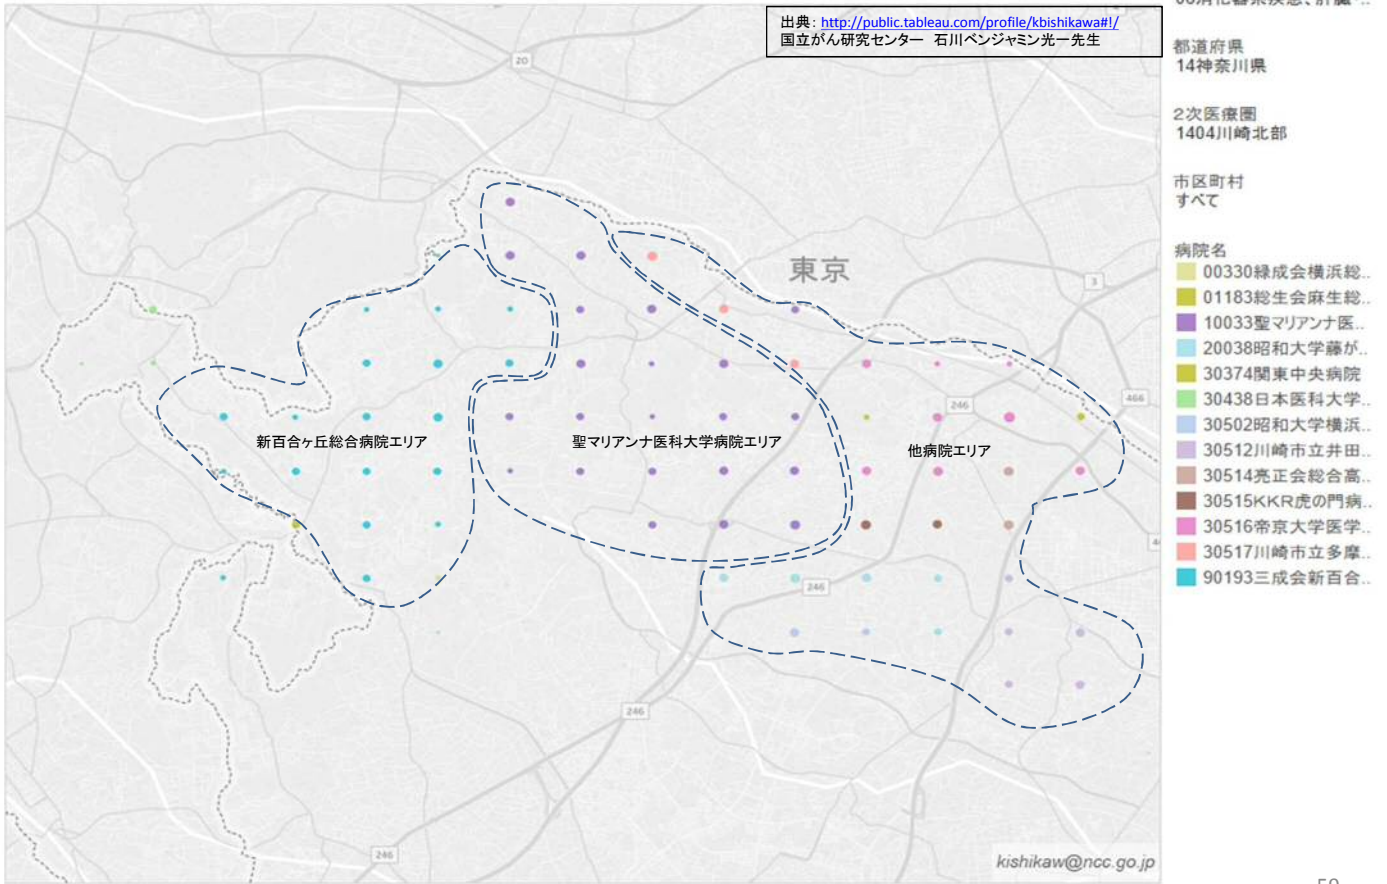 出典: http://public.tableau.com/profile/kbishikawa#!/
国立がん研究センター 石川ベンジャミン光一先生
都道府県
14神奈川県
2次医療圏
1404川崎北部
市区町村
すべて
病院名
00330緑成会横浜総..
01183総生会麻生総..
10033聖マリアンナ医..
20038昭和大学藤が..
30374関東中央病院
30438日本医科大学..
30502昭和大学横浜..
30512川崎市立井田..
30514亮正会総合高..
30515KKR虎の門病..
30516帝京大学医学..
30517川崎市立多摩..
90193三成会新百合..
20
東京
3
466
246
新百合ヶ丘総合病院エリア
聖マリアンナ医科大学病院エリア
他病院エリア
246
246
246
kishikaw@ncc.go.jp